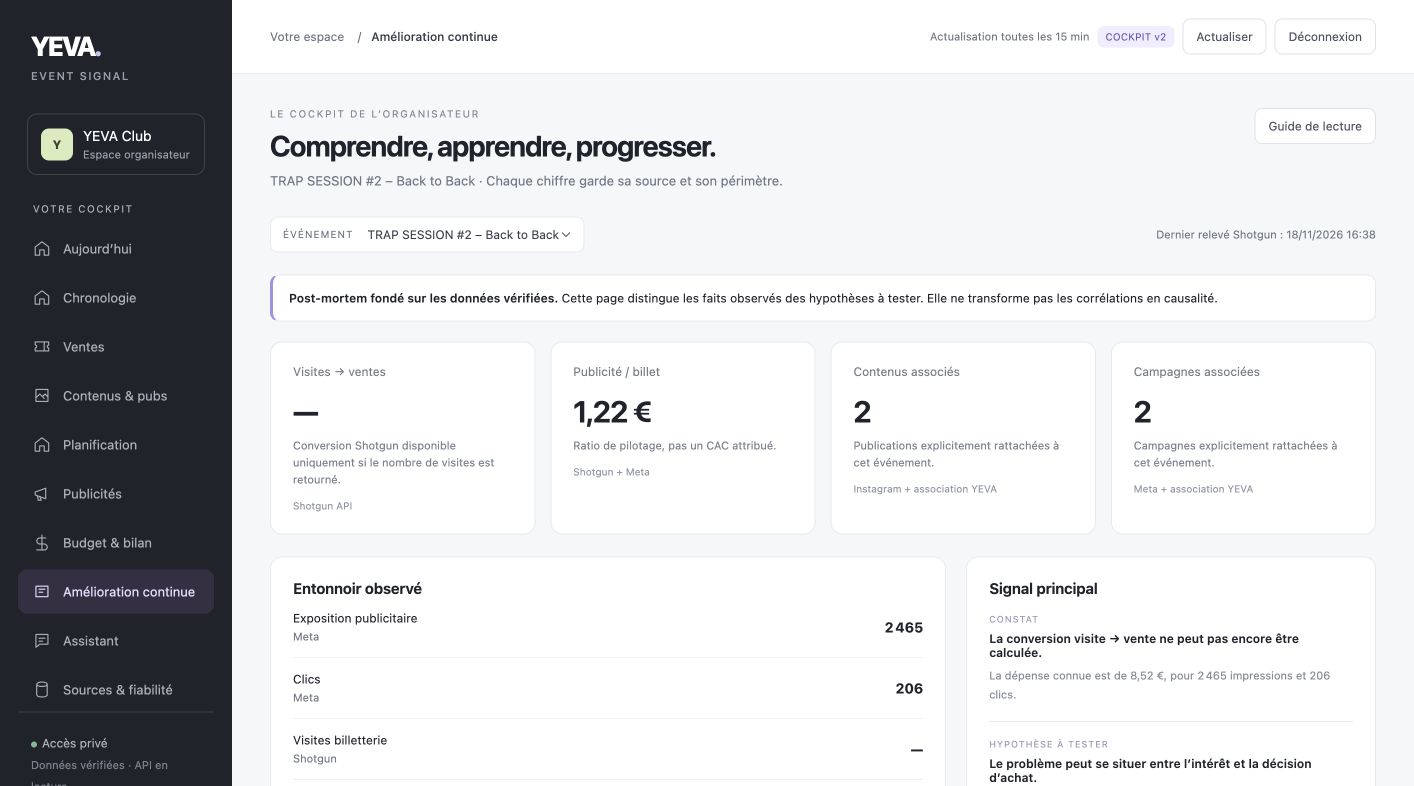 YEVA.
EVENT SIGNAL
Y
YEVA Club
Espace organisateur
VOTRE COCKPIT
Aujourd’hui
Chronologie
Ventes
Contenus & pubs
Planification
Publicités
Budget & bilan
Amélioration continue
Assistant
Sources & fiabilité
Accès privé
Données vérifiées · API en
lecture
Votre espace / Amélioration continue
Actualisation toutes les 15 min
COCKPIT v2
Actualiser
Déconnexion
LE COCKPIT DE L’ORGANISATEUR
Comprendre, apprendre, progresser.
TRAP SESSION #2 – Back to Back · Chaque chiffre garde sa source et son périmètre.
Guide de lecture
ÉVÉNEMENT TRAP SESSION #2 – Back to Back
Dernier relevé Shotgun : 18/11/2026 16:38
Post-mortem fondé sur les données vérifiées. Cette page distingue les faits observés des hypothèses à tester. Elle ne transforme pas les corrélations en causalité.
Visites → ventes
—
Conversion Shotgun disponible
uniquement si le nombre de visites est
retourné.
Shotgun API
Publicité / billet
1,22 €
Ratio de pilotage, pas un CAC attribué.
Shotgun + Meta
Contenus associés
2
Publications explicitement rattachées à
cet événement.
Instagram + association YEVA
Campagnes associées
2
Campagnes explicitement rattachées à
cet événement.
Meta + association YEVA
Entonnoir observé
Exposition publicitaire
Meta
2 465
Clics
Meta
206
Visites billetterie
Shotgun
—
Signal principal
CONSTAT
La conversion visite → vente ne peut pas encore être
calculée.
La dépense connue est de 8,52 €, pour 2 465 impressions et 206
clics.
HYPOTHÈSE À TESTER
Le problème peut se situer entre l’intérêt et la décision
d’achat.